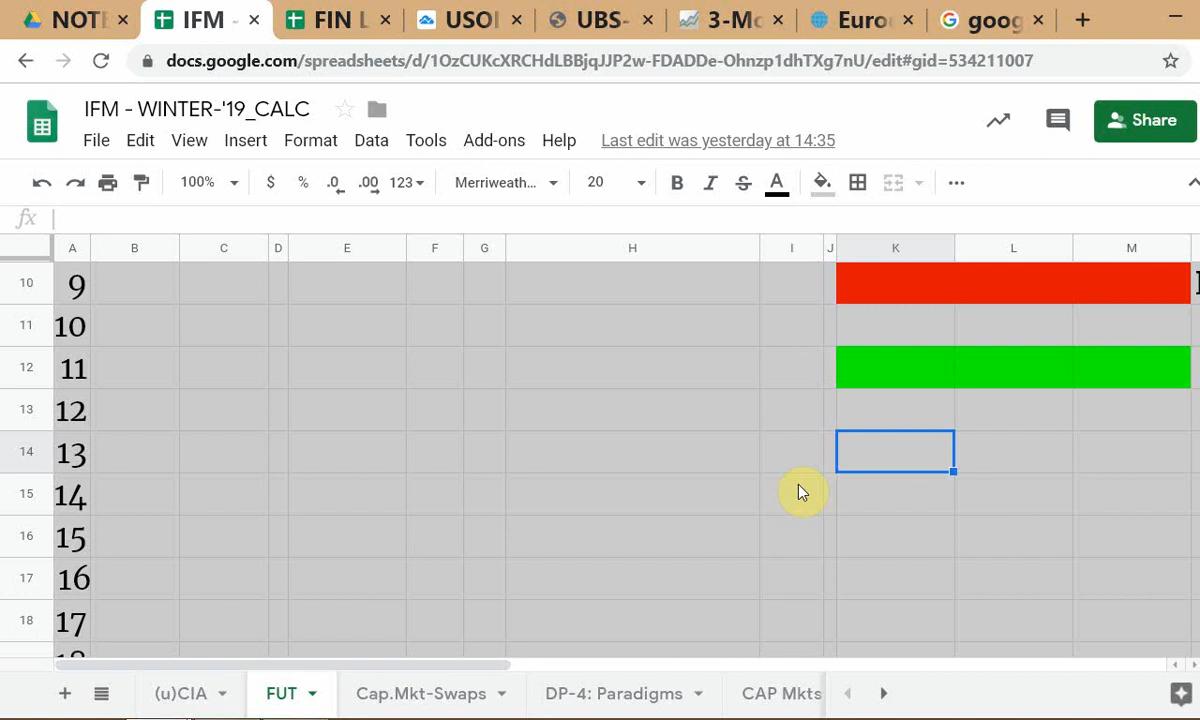 NOTE IFM - FIN L USOI UBS- 3-Mo Euro goog
docs.google.com/spreadsheets/d/1OzCUKcXRCHdLBBjqJJP2w-FDADDe-Ohnzp1dhTXg7nU/edit#gid=534211007
IFM - WINTER-'19_CALC
File Edit View Insert Format Data Tools Add-ons Help Last edit was yesterday at 14:35
Share
100% $ % .0 .00 123 Merriweath... 20 B I S A ...
fx
A B C D E F G H I J K L M
10 9
11 10
12 11
13 12
14 13
15 14
16 15
17 16
18 17
(u)CIA FUT Cap.Mkt-Swaps DP-4: Paradigms CAP Mkts